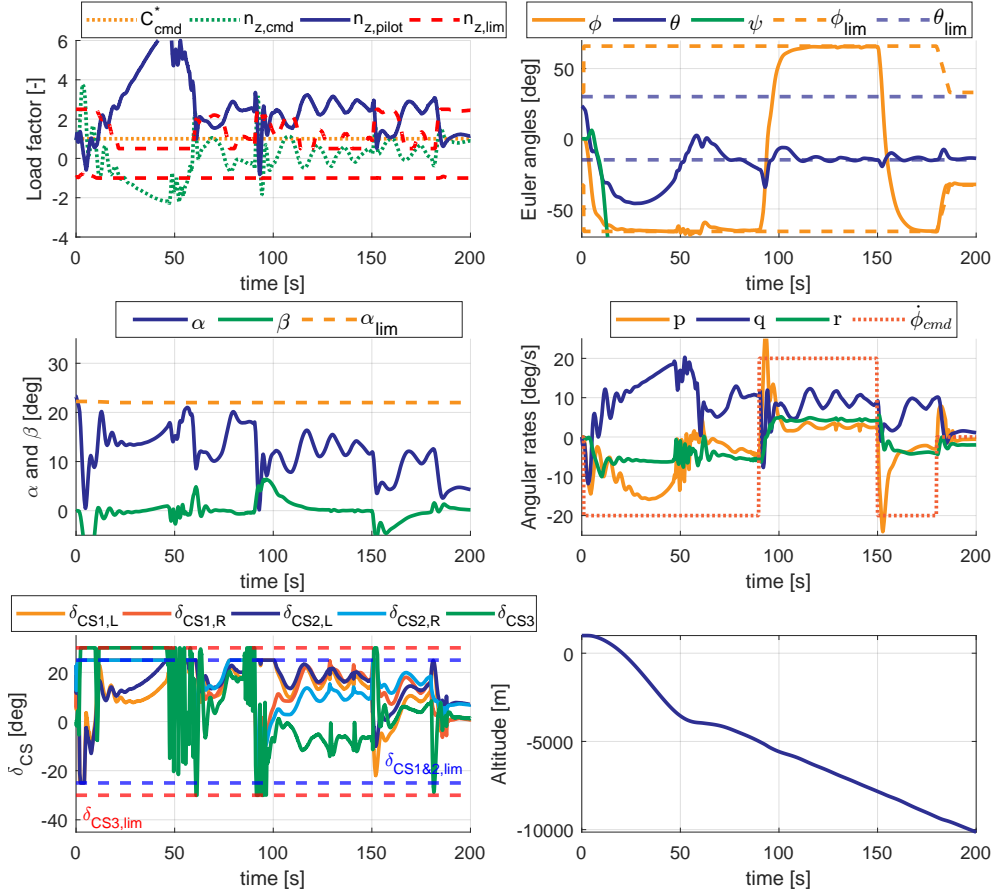 C*cmd nz,cmd nz,pilot nz,lim
6
4
2
0
-2
-4
Load factor [-]
0 50 100 150 200
time [s]
ϕ θ ψ ϕlim θlim
50
0
-50
Euler angles [deg]
0 50 100 150 200
time [s]
α β αlim
30
20
10
0
α and β [deg]
0 50 100 150 200
time [s]
p q r ϕ̇cmd
20
10
0
-10
-20
Angular rates [deg/s]
0 50 100 150 200
time [s]
δCS1,L δCS1,R δCS2,L δCS2,R δCS3
20
0
-20
-40
δCS [deg]
δCS1&2,lim
δCS3,lim
0 50 100 150 200
time [s]
0
-5000
-10000
Altitude [m]
0 50 100 150 200
time [s]